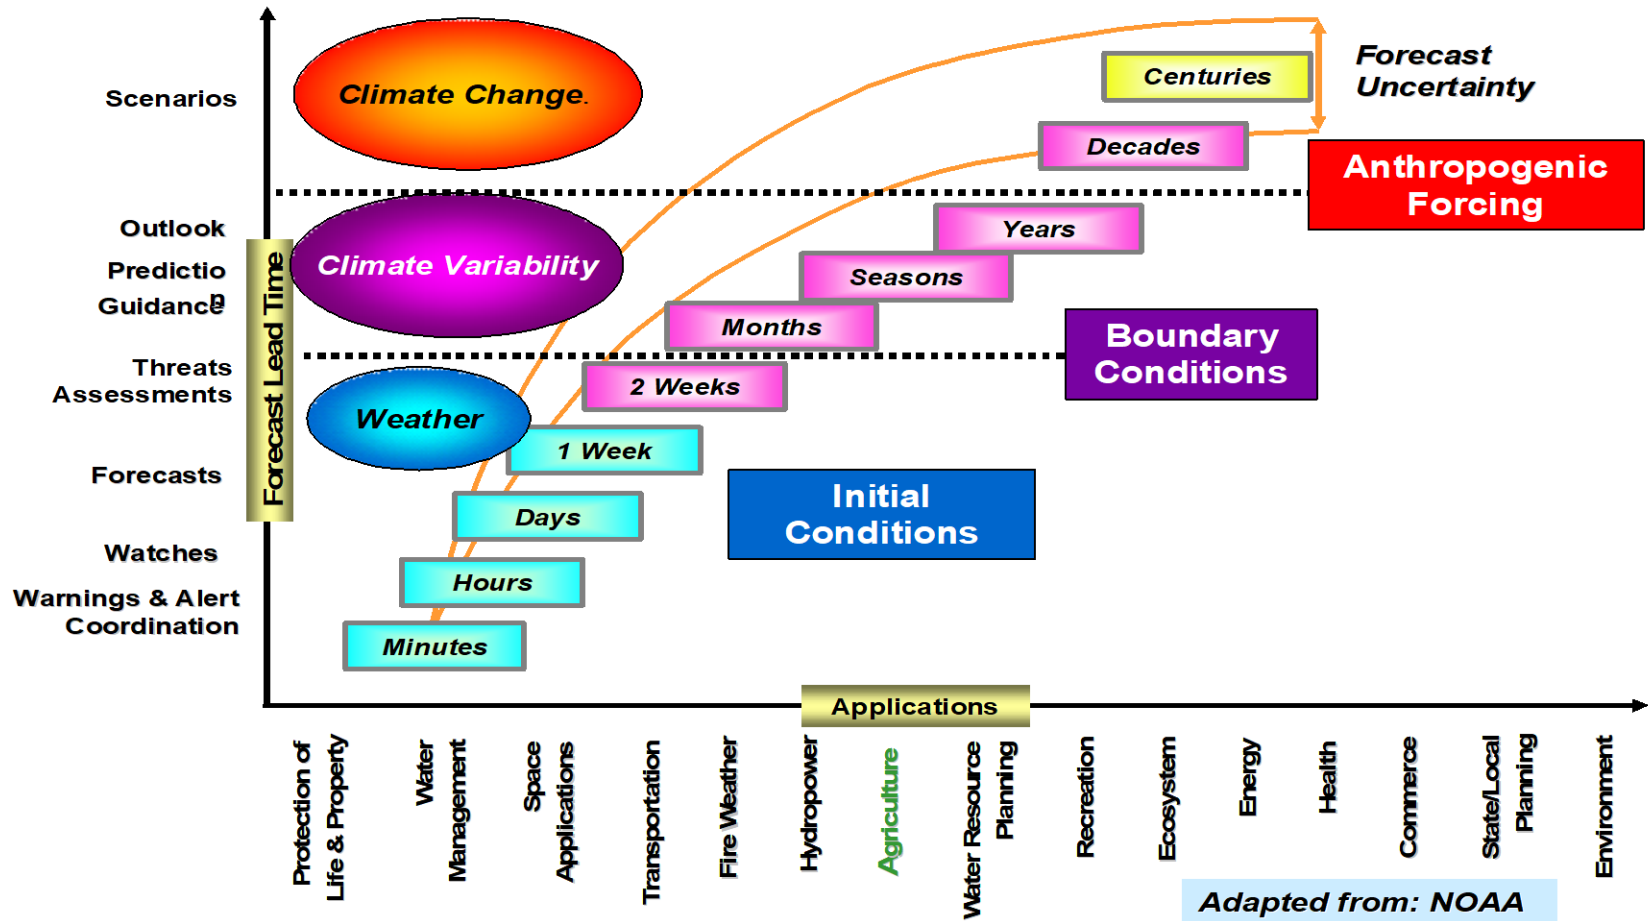 Scenarios
Outlook
Predictio
n
Guidance
Threats
Assessments
Forecasts
Watches
Warnings & Alert
Coordination
Forecast Lead Time
Climate Change.
Climate Variability
Weather
Centuries
Decades
Years
Seasons
Months
2 Weeks
1 Week
Days
Hours
Minutes
Forecast
Uncertainty
Anthropogenic
Forcing
Boundary
Conditions
Initial
Conditions
Applications
Protection of
Life & Property
Water
Management
Space
Applications
Transportation
Fire Weather
Hydropower
Agriculture
Water Resource
Planning
Recreation
Ecosystem
Energy
Health
Commerce
State/Local
Planning
Environment
Adapted from: NOAA